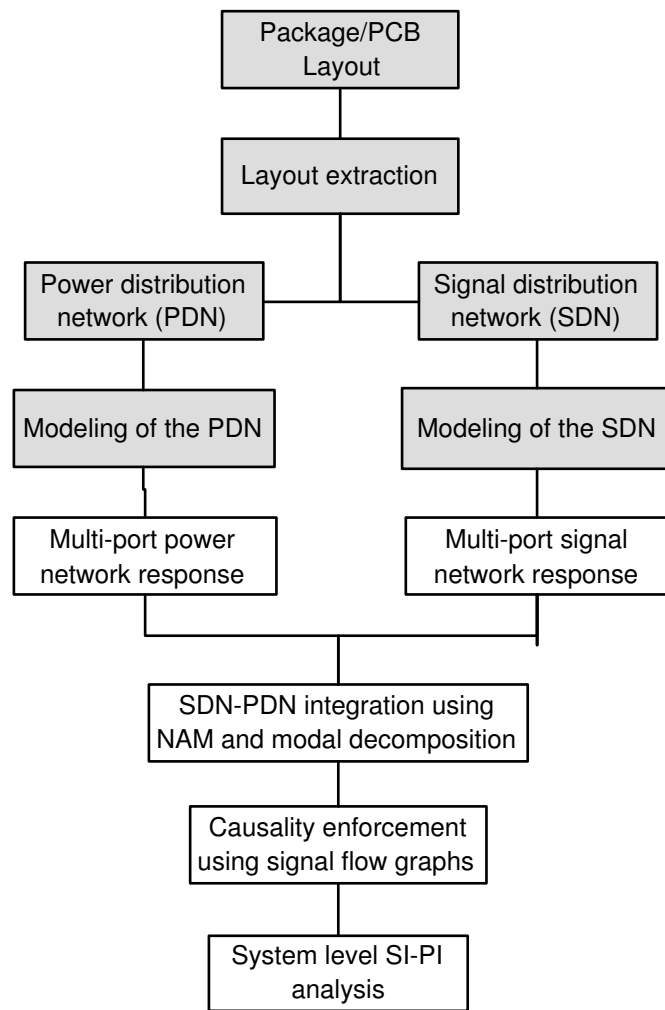 Package/PCB
Layout
Layout extraction
Power distribution
network (PDN)
Signal distribution
network (SDN)
Modeling of the PDN
Modeling of the SDN
Multi-port power
network response
Multi-port signal
network response
SDN-PDN integration using
NAM and modal decomposition
Causality enforcement
using signal flow graphs
System level SI-PI
analysis